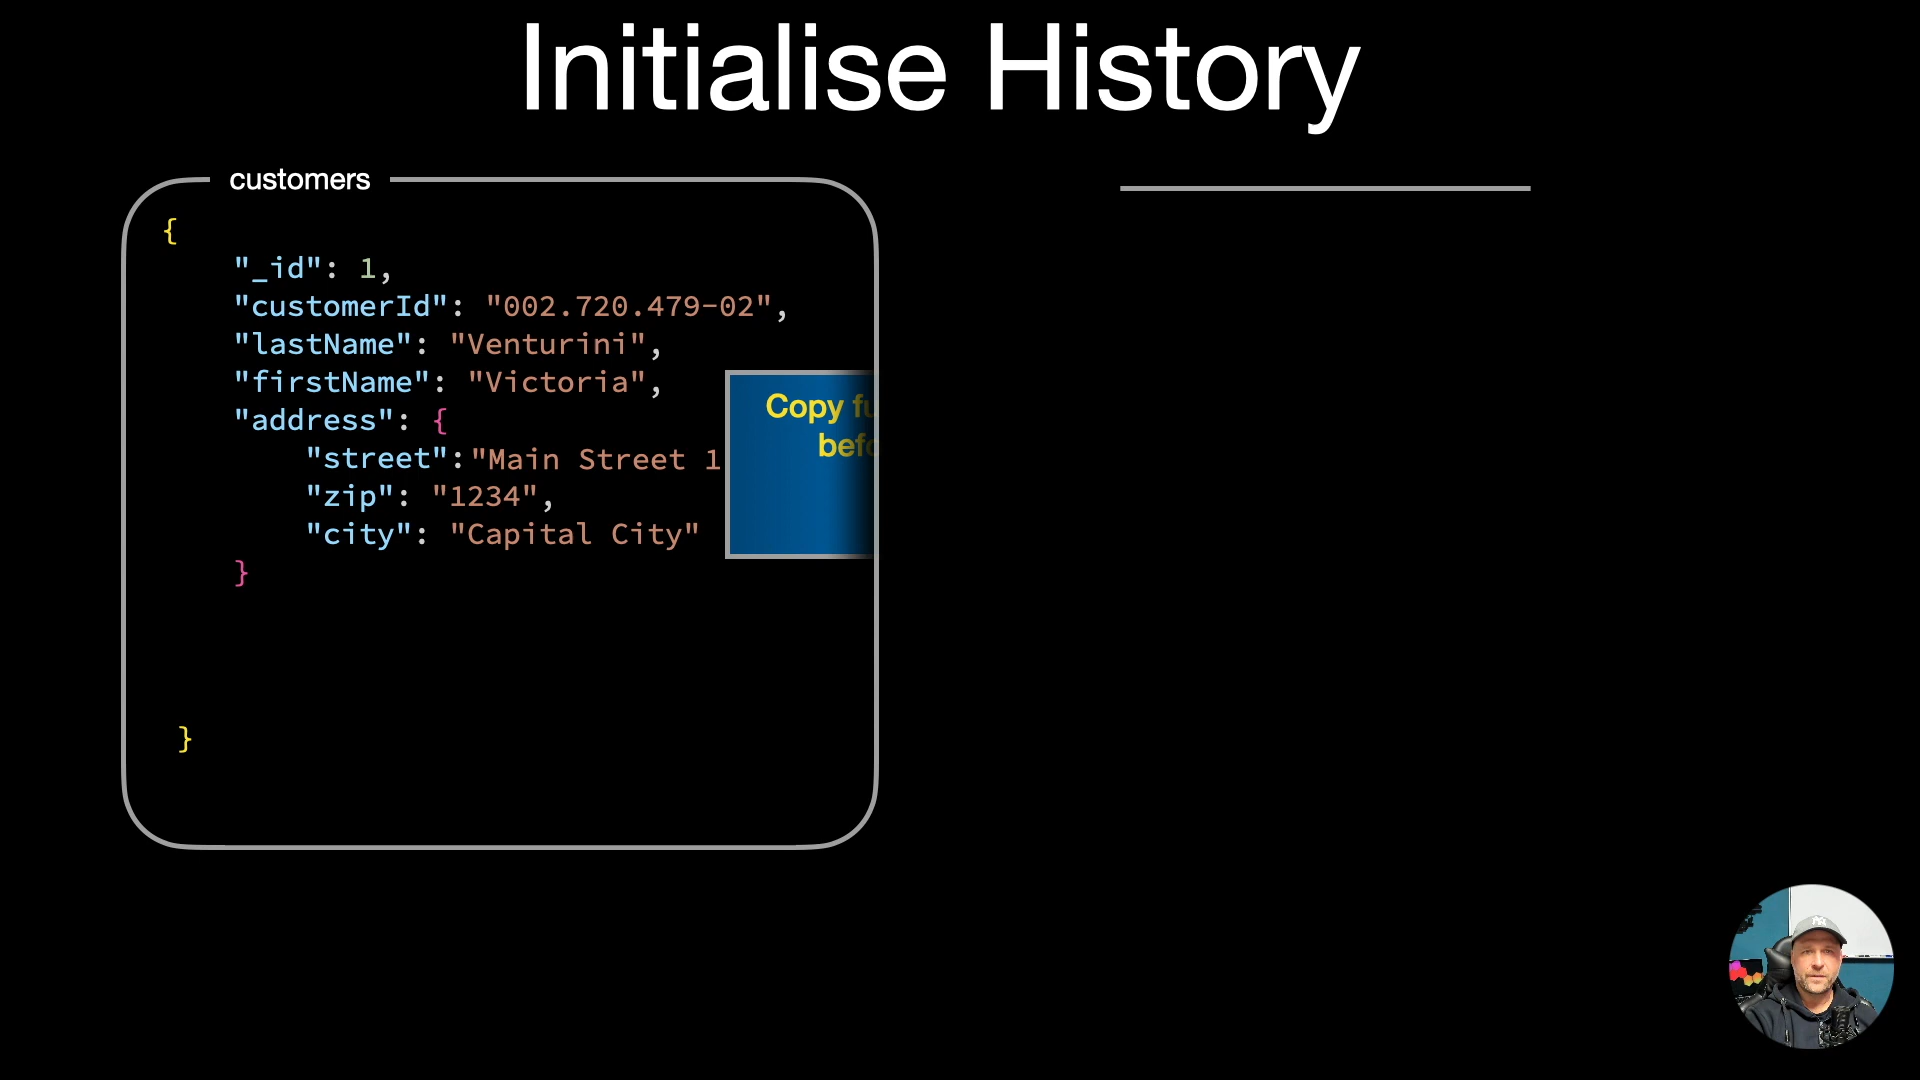 Initialise History
customers
{
"_id": 1,
"customerId": "002.720.479-02",
"lastName": "Venturini",
"firstName": "Victoria",
"address": {
"street":"Main Street 1
"zip": "1234",
"city": "Capital City"
}
}
Copy